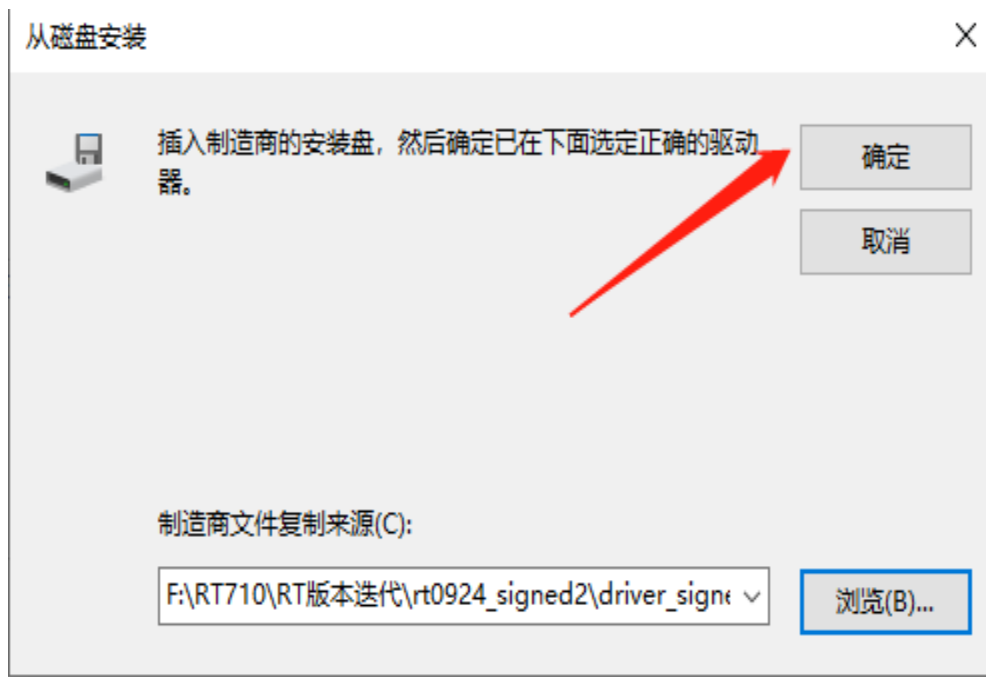 从磁盘安装
插入制造商的安装盘，然后确定已在下面选定正确的驱动
器。
确定
取消
制造商文件复制来源(C):
F:\RT710\RT版本迭代\rt0924_signed2\driver_signe
浏览(B)...